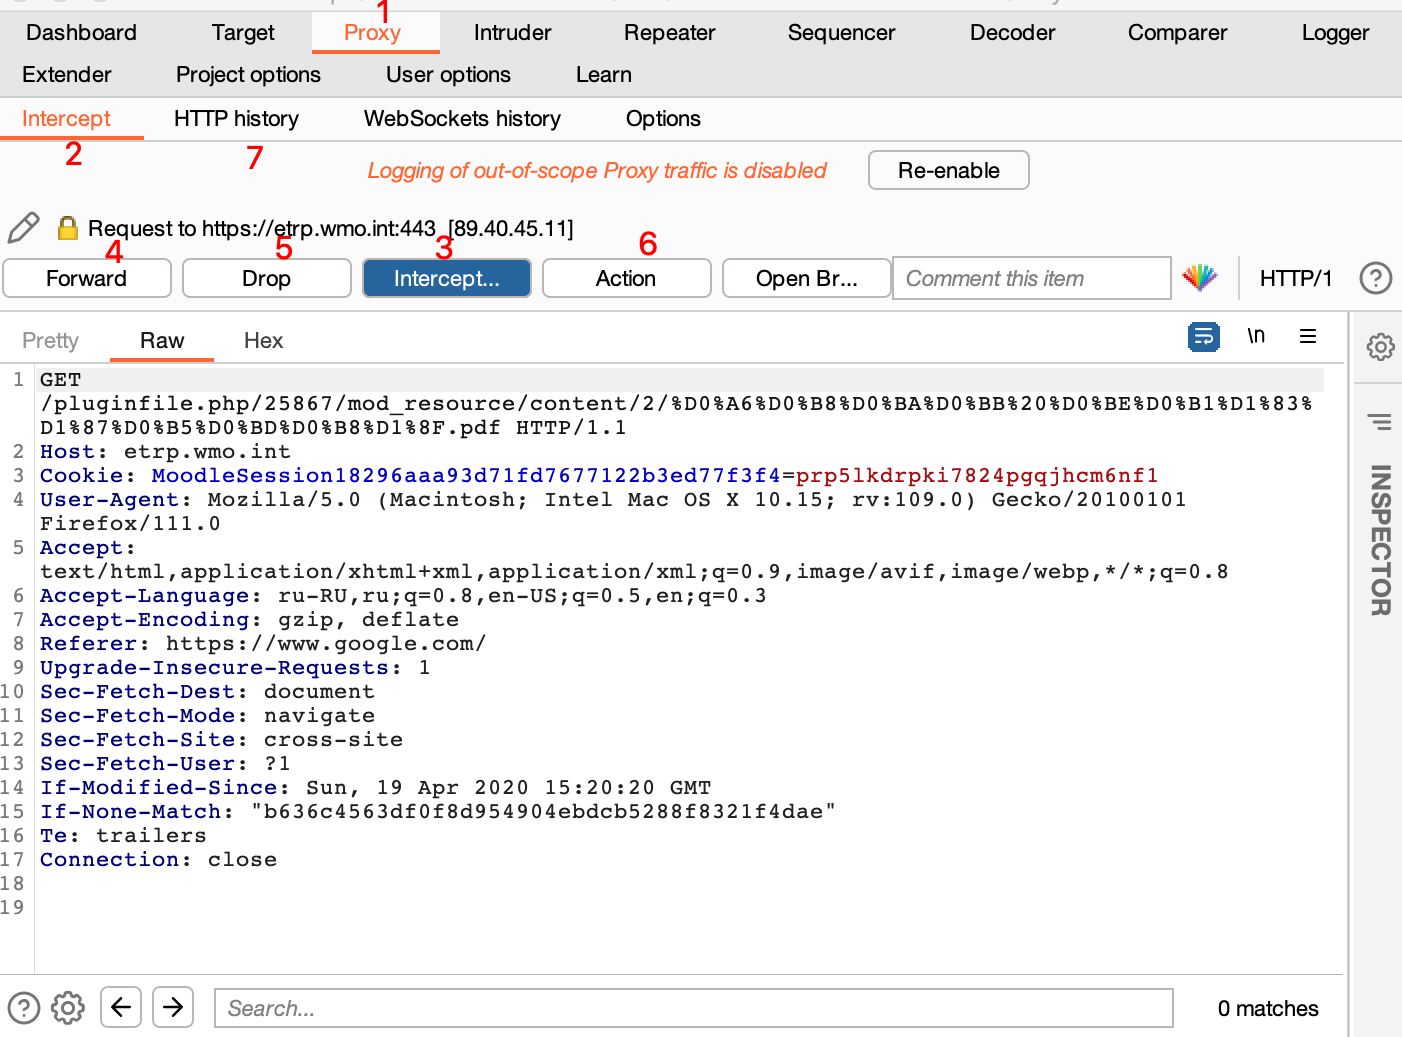 1
Dashboard Target Proxy Intruder Repeater Sequencer Decoder Comparer Logger
Extender Project options User options Learn
Intercept HTTP history WebSockets history Options
2 7
Logging of out-of-scope Proxy traffic is disabled Re-enable
Request to https://etrp.wmo.int:443 [89.40.45.11]
4 5 3 6
Forward Drop Intercept... Action Open Br... Comment this item HTTP/1 ?
Pretty Raw Hex \n
1 GET
/pluginfile.php/25867/mod_resource/content/2/%D0%A6%D0%B8%D0%BA%D0%BB%20%D0%BE%D0%B1%D1%83%
D1%87%D0%B5%D0%BD%D0%B8%D1%8F.pdf HTTP/1.1
2 Host: etrp.wmo.int
3 Cookie: MoodleSession18296aaa93d71fd7677122b3ed77f3f4=prp5lkdrpki7824pgqjhcm6nf1
4 User-Agent: Mozilla/5.0 (Macintosh; Intel Mac OS X 10.15; rv:109.0) Gecko/20100101
Firefox/111.0
5 Accept:
text/html,application/xhtml+xml,application/xml;q=0.9,image/avif,image/webp,*/*;q=0.8
6 Accept-Language: ru-RU,ru;q=0.8,en-US;q=0.5,en;q=0.3
7 Accept-Encoding: gzip, deflate
8 Referer: https://www.google.com/
9 Upgrade-Insecure-Requests: 1
10 Sec-Fetch-Dest: document
11 Sec-Fetch-Mode: navigate
12 Sec-Fetch-Site: cross-site
13 Sec-Fetch-User: ?1
14 If-Modified-Since: Sun, 19 Apr 2020 15:20:20 GMT
15 If-None-Match: "b636c4563df0f8d954904ebdcb5288f8321f4dae"
16 Te: trailers
17 Connection: close
18
19
INSPECTOR
? Search... 0 matches